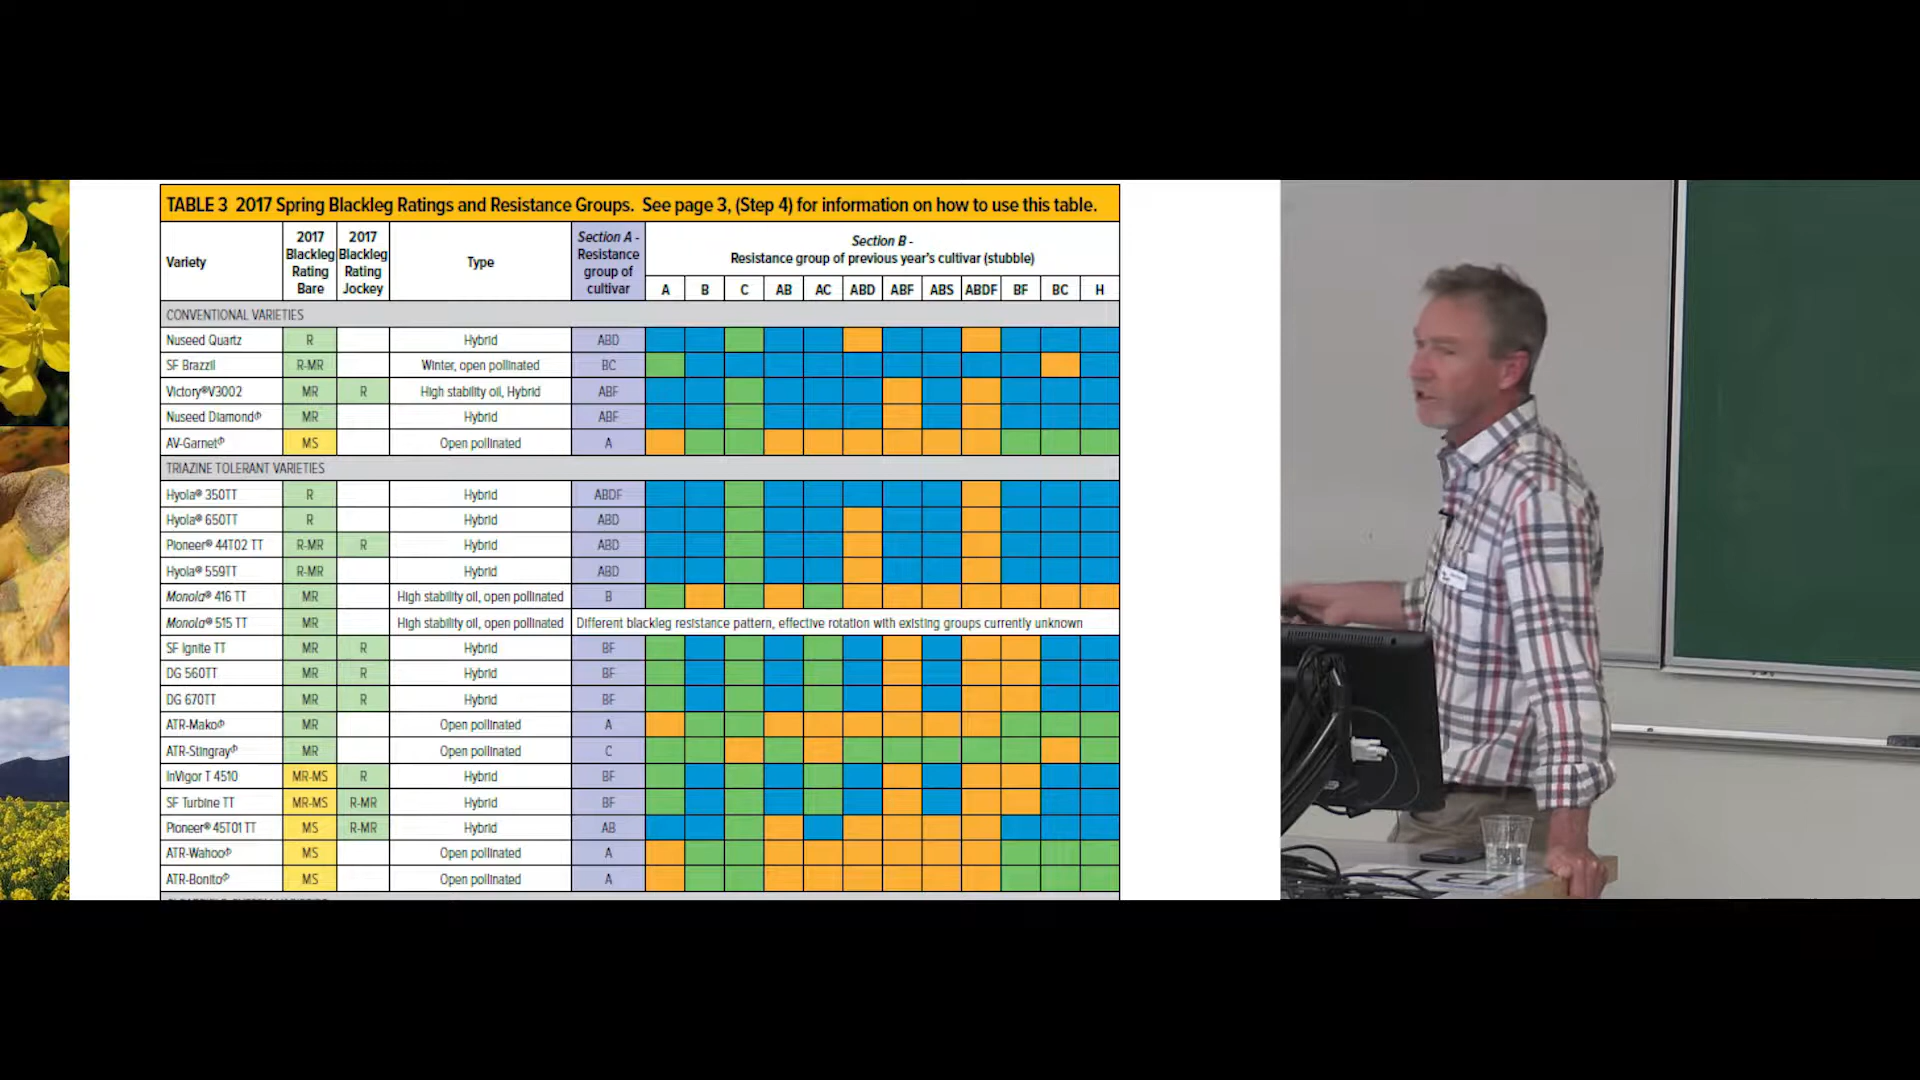 TABLE 3 2017 Spring Blackleg Ratings and Resistance Groups. See page 3, (Step 4) for information on how to use this table.
Variety
2017 Blackleg Rating Bare
2017 Blackleg Rating Jockey
Type
Section A - Resistance group of cultivar
Section B -
Resistance group of previous year's cultivar (stubble)
A B C AB AC ABD ABF ABS ABDF BF BC H
CONVENTIONAL VARIETIES
Nuseed Quartz R Hybrid ABD
SF Brazzil R-MR Winter, open pollinated BC
Victory®V3002 MR R High stability oil, Hybrid ABF
Nuseed Diamond MR Hybrid ABF
AV-Garnet MS Open pollinated A
TRIAZINE TOLERANT VARIETIES
Hyola® 350TT R Hybrid ABDF
Hyola® 650TT R Hybrid ABD
Pioneer® 44T02 TT R-MR R Hybrid ABD
Hyola® 559TT R-MR Hybrid ABD
Monola® 416 TT MR High stability oil, open pollinated B
Monola® 515 TT MR High stability oil, open pollinated Different blackleg resistance pattern, effective rotation with existing groups currently unknown
SF Ignite TT MR R Hybrid BF
DG 560TT MR R Hybrid BF
DG 670TT MR R Hybrid BF
ATR-Mako MR Open pollinated A
ATR-Stingray MR Open pollinated C
InVigor T 4510 MR-MS R Hybrid BF
SF Turbine TT MR-MS R-MR Hybrid BF
Pioneer® 45T01 TT MS R-MR Hybrid AB
ATR-Wahoo MS Open pollinated A
ATR-Bonito MS Open pollinated A